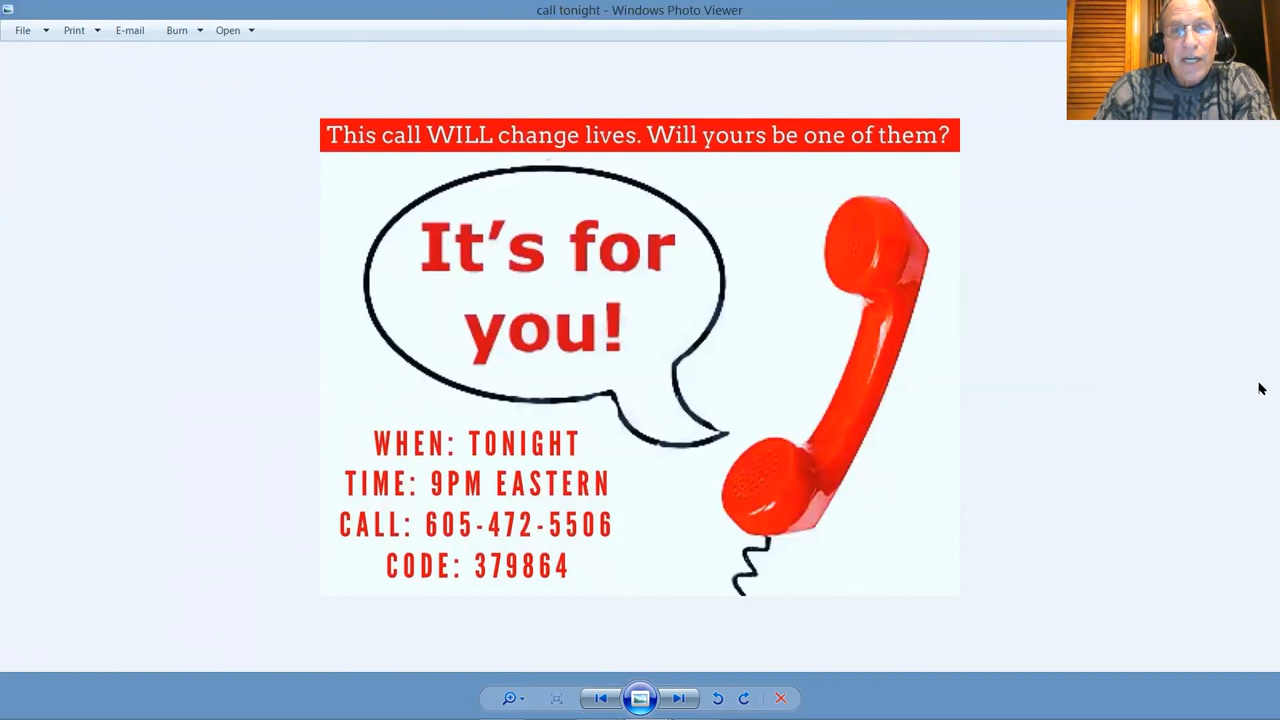 call tonight - Windows Photo Viewer
File Print E-mail Burn Open
This call WILL change lives. Will yours be one of them?
It's for
you!
WHEN: TONIGHT
TIME: 9PM EASTERN
CALL: 605-472-5506
CODE: 379864